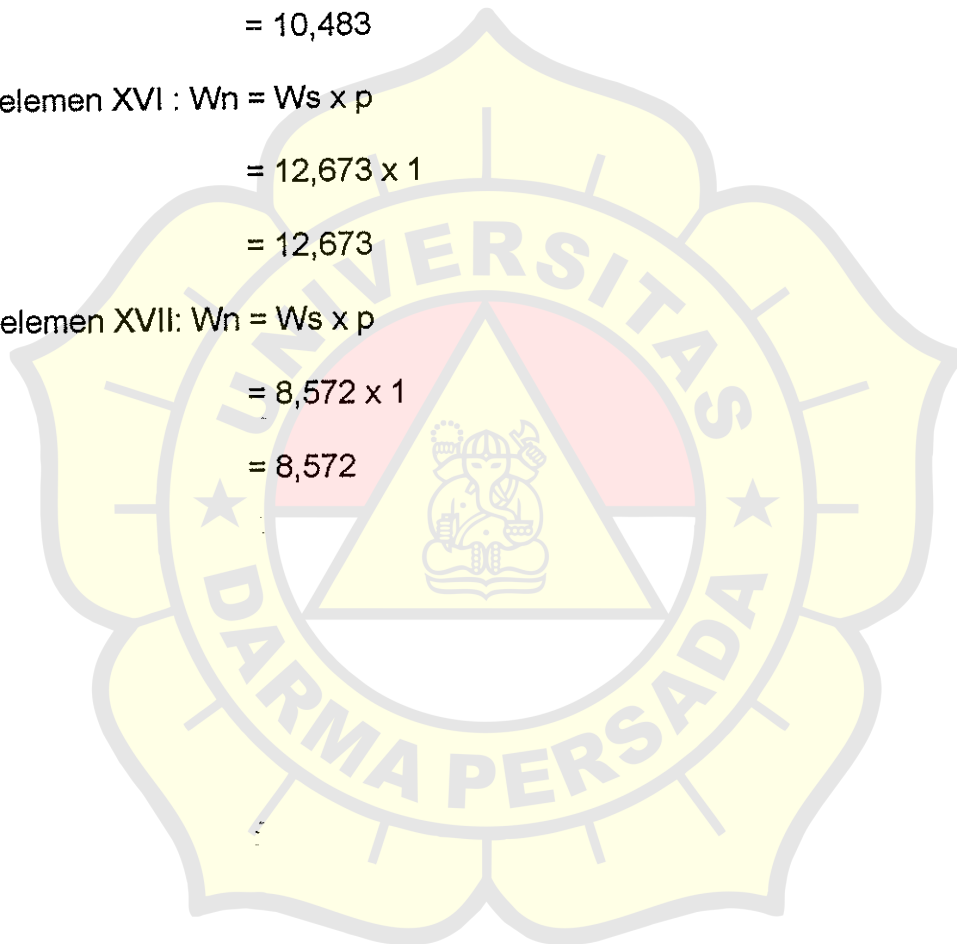 = 10,483
elemen XVI : Wn = Ws x p
= 12,673 x 1
= 12,673
elemen XVII: Wn = Ws x p
= 8,572 x 1
= 8,572
UNIVERSITAS
DARMA PERSADA